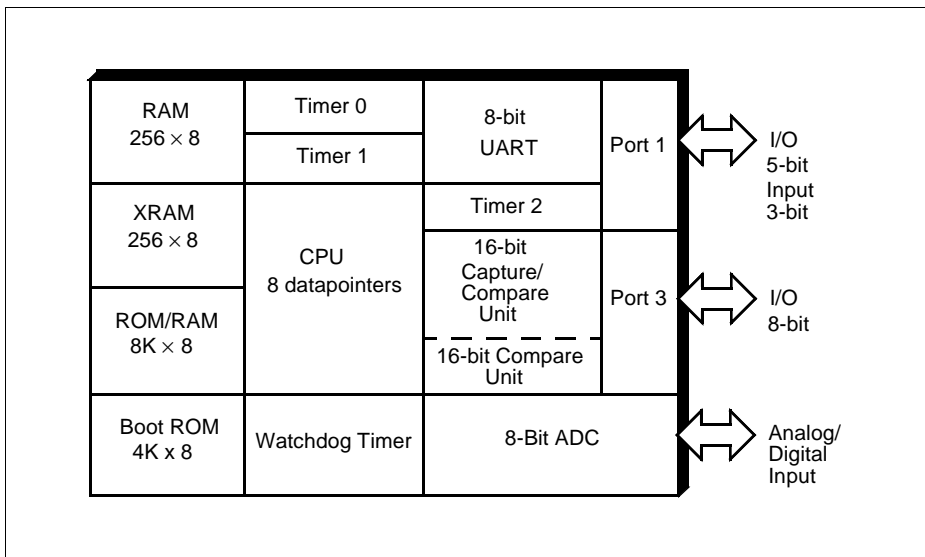 RAM
256 × 8
Timer 0
Timer 1
8-bit
UART
Port 1
I/O
5-bit
Input
3-bit
XRAM
256 × 8
CPU
8 datapointers
Timer 2
16-bit
Capture/
Compare
Unit
Port 3
I/O
8-bit
ROM/RAM
8K × 8
16-bit Compare
Unit
Boot ROM
4K x 8
Watchdog Timer
8-Bit ADC
Analog/
Digital
Input